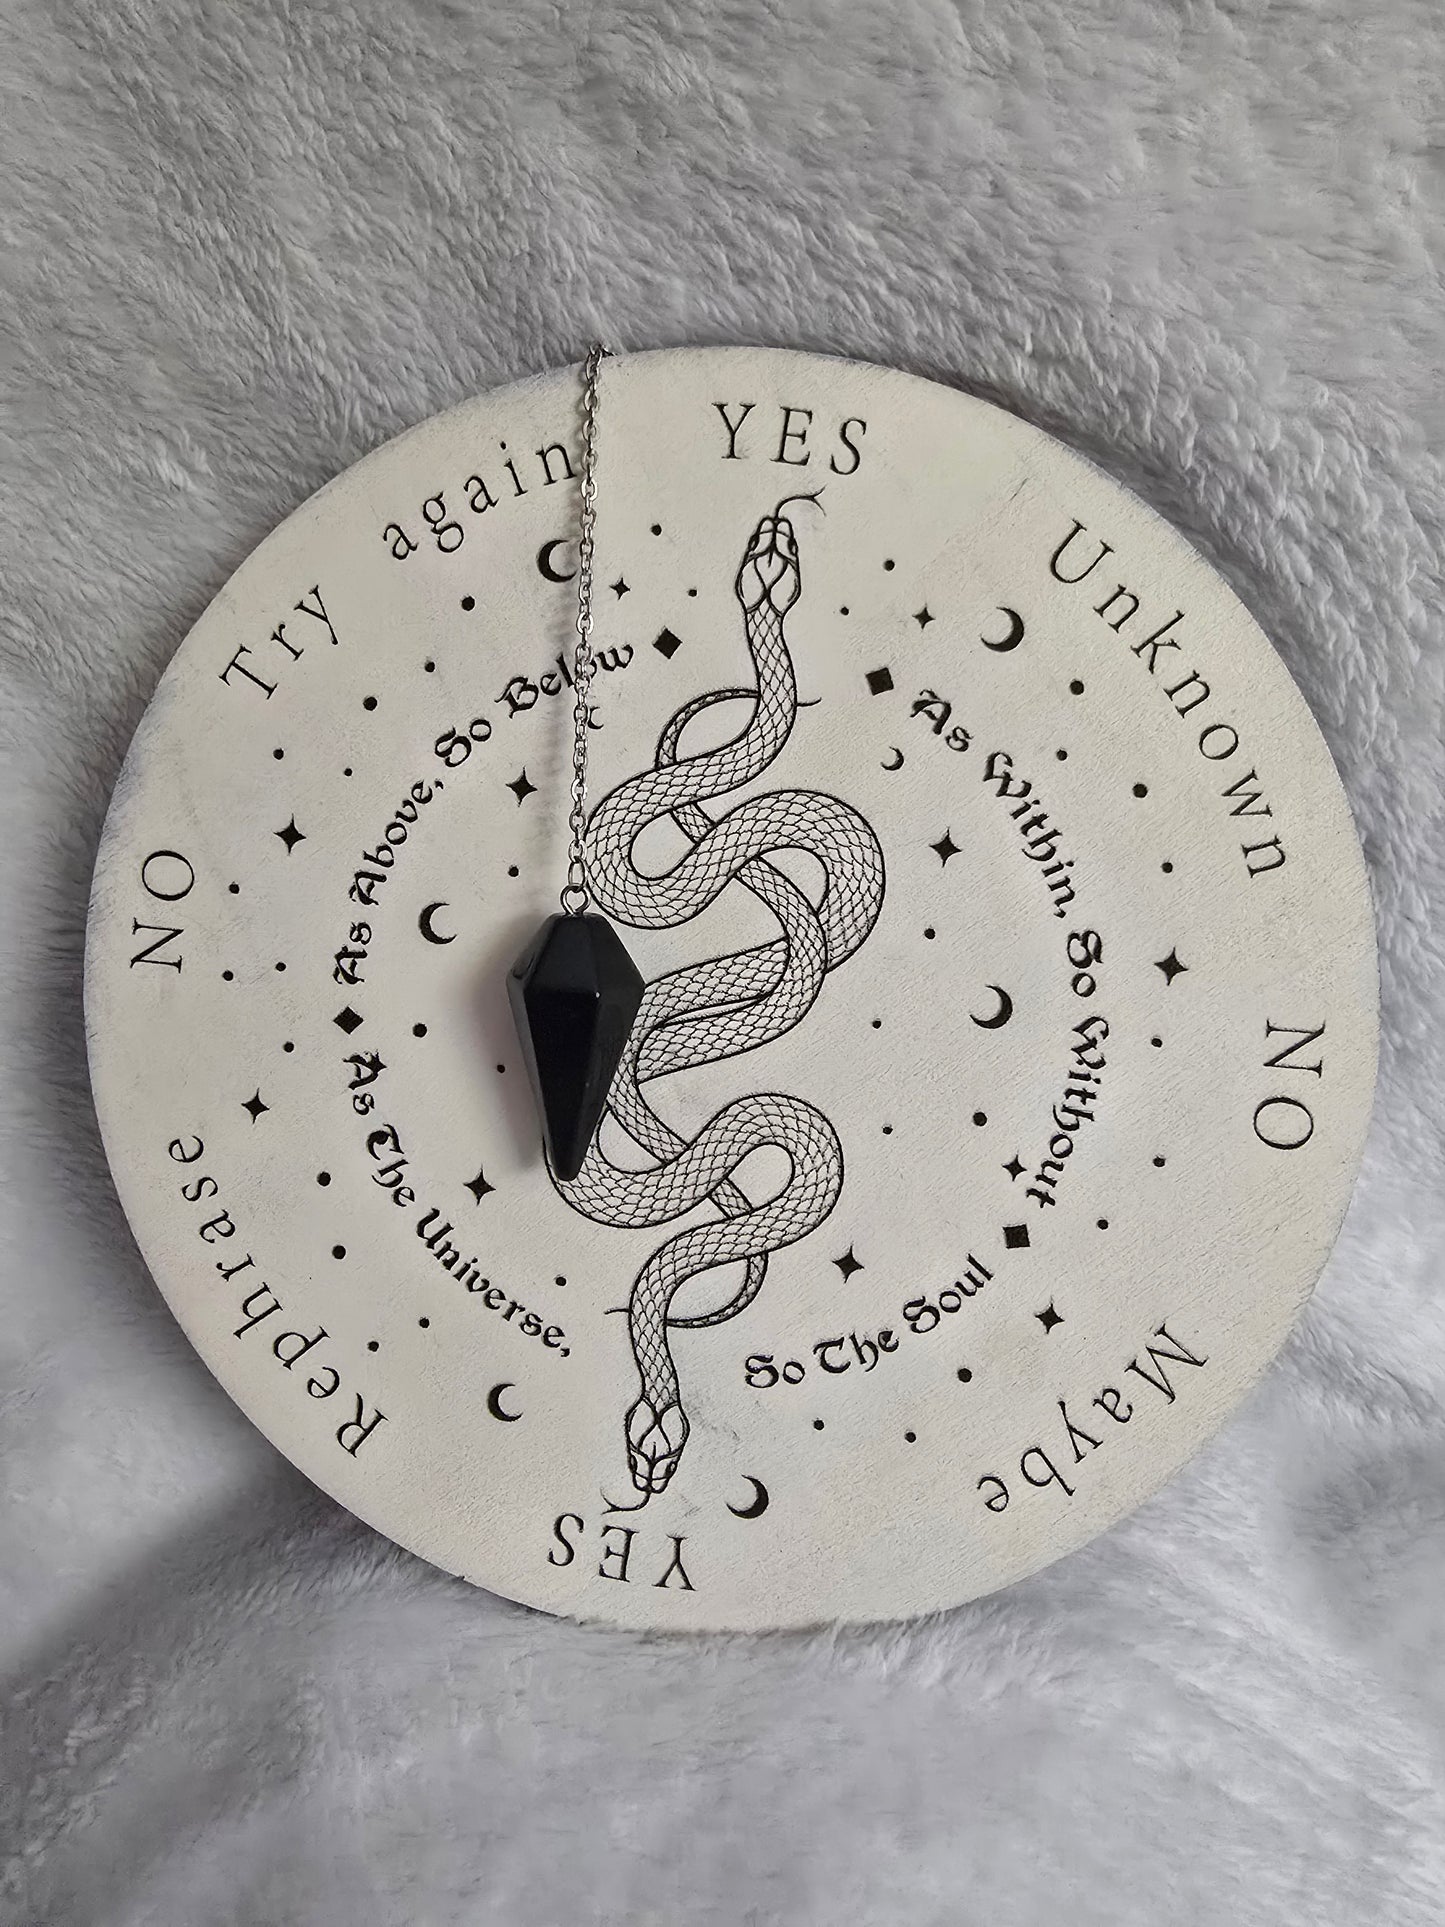 YES
Unknown
NO
Maybe
YES
Rephrase
NO
Try again
As Above, So Below
As Within, So Without
As The Universe,
So The Soul